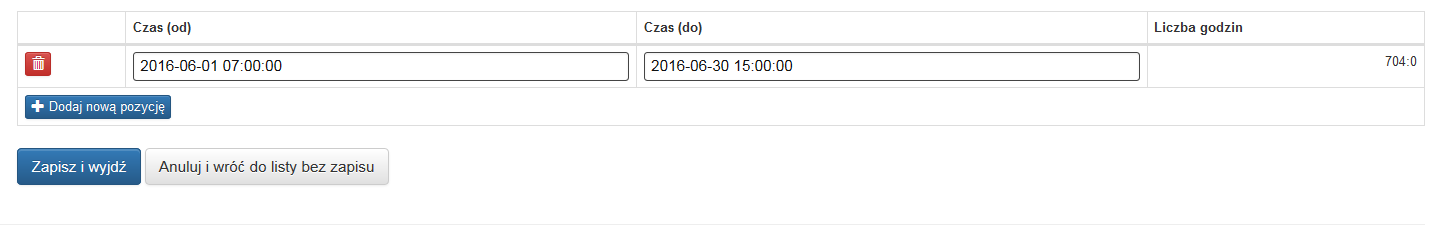 Czas (od) Czas (do) Liczba godzin
2016-06-01 07:00:00 2016-06-30 15:00:00 704:0
Dodaj nową pozycję
Zapisz i wyjdź Anuluj i wróć do listy bez zapisu